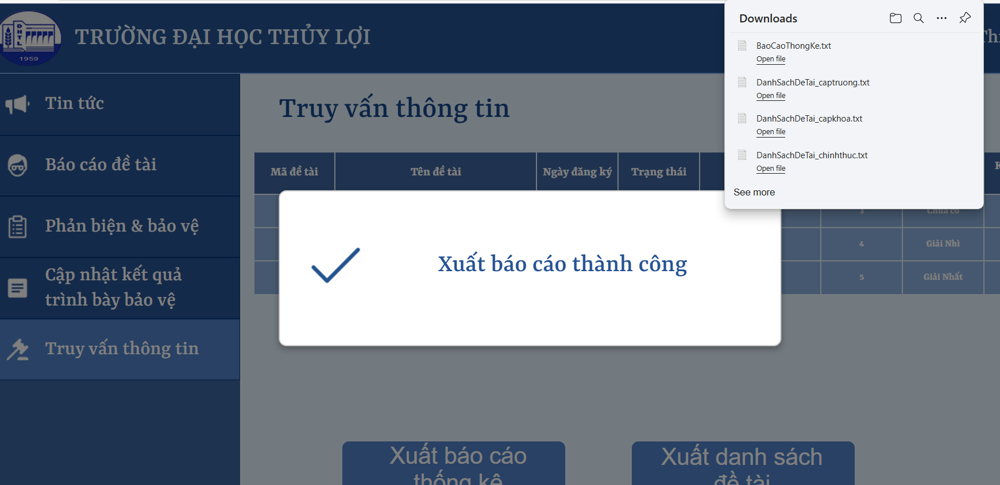 TRƯỜNG ĐẠI HỌC THỦY LỢI
ĐHTL
1959
Downloads
BaoCaoThongKe.txt
Open file
DanhSachDeTai_captruong.txt
Open file
DanhSachDeTai_capkhoa.txt
Open file
DanhSachDeTai_chinhthuc.txt
Open file
See more
Tin tức
Báo cáo đề tài
Phản biện & bảo vệ
Cập nhật kết quả
trình bày bảo vệ
Truy vấn thông tin
Truy vấn thông tin
Mã đề tài Tên đề tài Ngày đăng ký Trạng thái
3 Chưa có
4 Giải Nhì
5 Giải Nhất
Xuất báo cáo thành công
Xuất báo cáo
thống kê
Xuất danh sách
đề tài